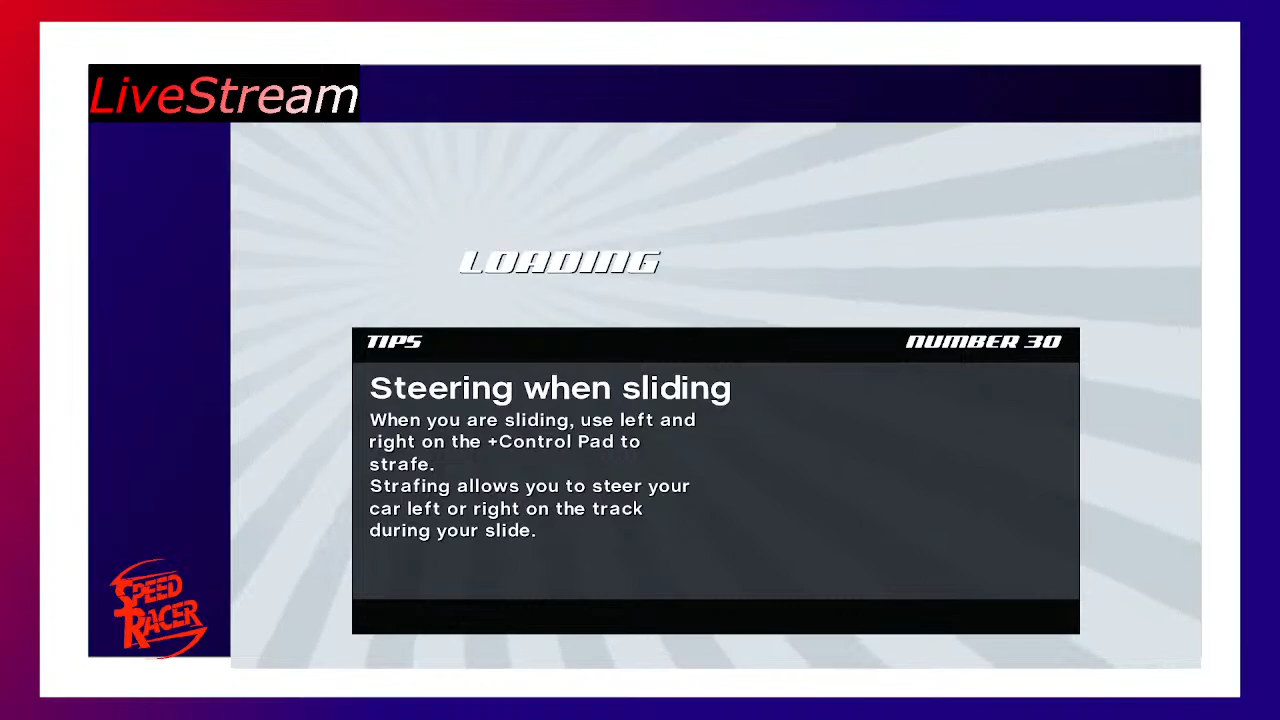 LiveStream
LOADING
TIPS
NUMBER 30
Steering when sliding
When you are sliding, use left and
right on the +Control Pad to
strafe.
Strafing allows you to steer your
car left or right on the track
during your slide.
SPEED
RACER